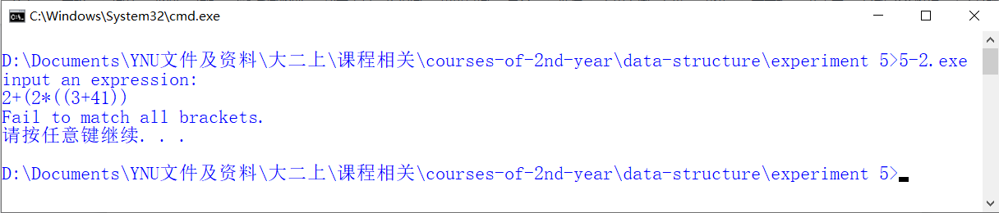 C:\Windows\System32\cmd.exe
D:\Documents\YNU文件及资料\大二上\课程相关\courses-of-2nd-year\data-structure\experiment 5>5-2.exe
input an expression:
2+(2*((3+41))
Fail to match all brackets.
请按任意键继续. . .
D:\Documents\YNU文件及资料\大二上\课程相关\courses-of-2nd-year\data-structure\experiment 5>